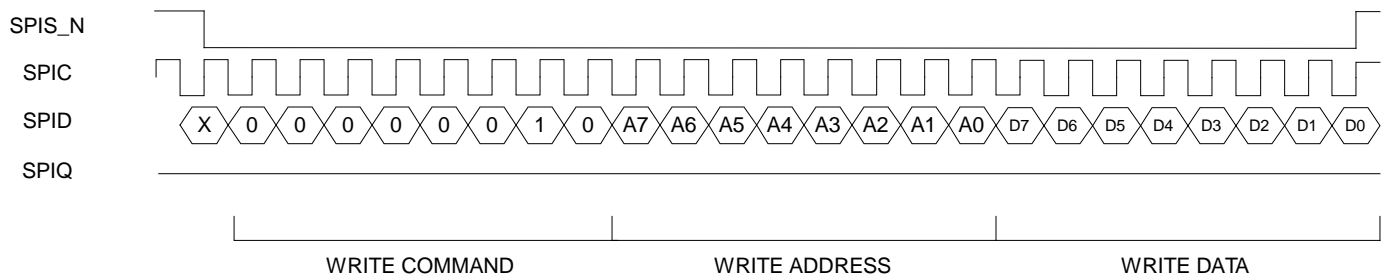 SPIS_N
SPIC
SPID X 0 0 0 0 0 0 1 0 A7 A6 A5 A4 A3 A2 A1 A0 D7 D6 D5 D4 D3 D2 D1 D0
SPIQ
WRITE COMMAND WRITE ADDRESS WRITE DATA